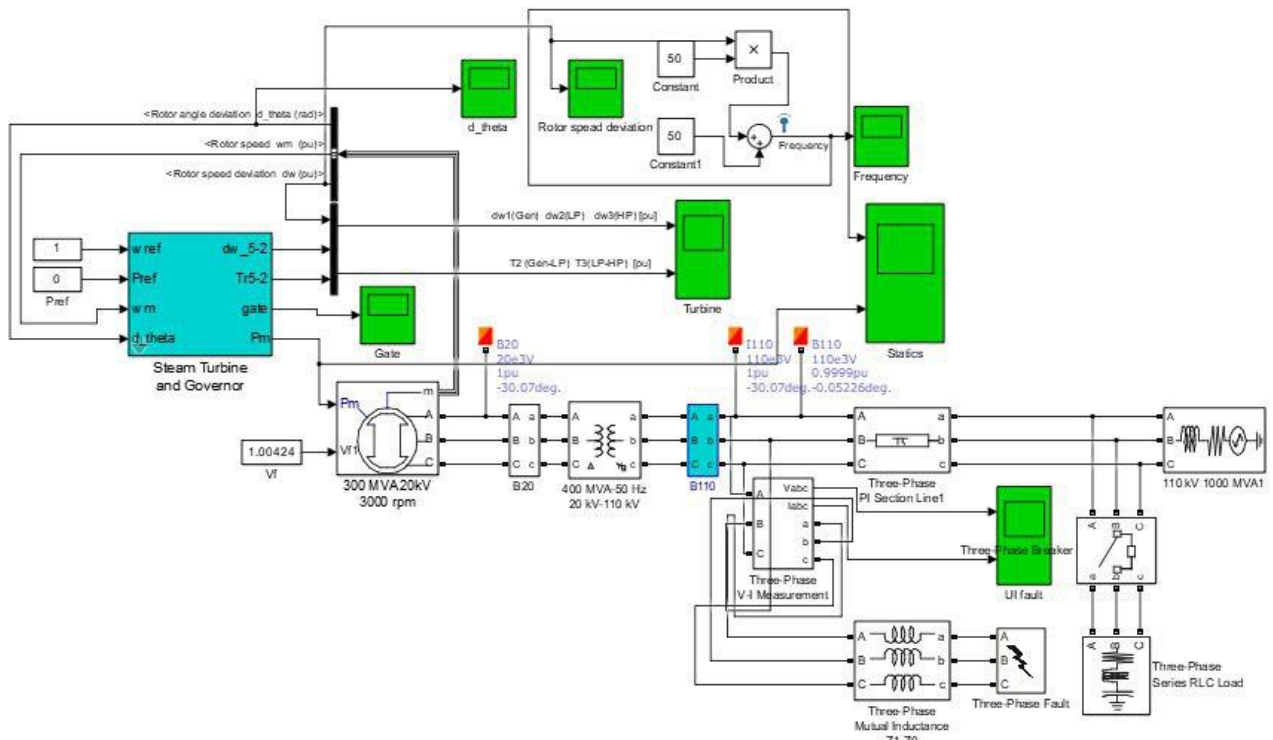 50
Constant
×
Product
d_theta
Rotor spead deviation
<Rotor angle deviation d_theta (rad)>
<Rotor speed wm (pu)>
<Rotor speed deviation dw (pu)>
50
Constant1
+
+
Frequency
Frequency
dw1(Gen) dw2(LP) dw3(HP) [pu]
T2 (Gen-LP) T3(LP-HP) [pu]
Turbine
Statics
1
0
Pref
w ref
Pref
w m
d_theta
dw_5-2
Tr5-2
gate
Pm
Steam Turbine
and Governor
Gate
B20
20e3V
1pu
-30.07deg.
I110
110e3V
1pu
-30.07deg.
B110
110e3V
0.9999pu
-0.05226deg.
1.00424
Vf
Pm
Vf1
m
A
B
C
300 MVA20kV
3000 rpm
A a
B b
C c
B20
A a
B b
C c
Δ Yg
400 MVA-50 Hz
20 kV-110 kV
A a
B b
C c
B110
A a
B b
C c
Three-Phase
PI Section Line1
A
B
C
110 kV 1000 MVA1
A
B
C
Vabc
Iabc
a
b
c
Three-Phase
V-I Measurement
UI fault
A B C
Three-Phase Breaker
a b c
A B C
Three-Phase
Series RLC Load
A a
B b
C c
Three-Phase
Mutual Inductance
Z1-Z0
A
B
C
Three-Phase Fault